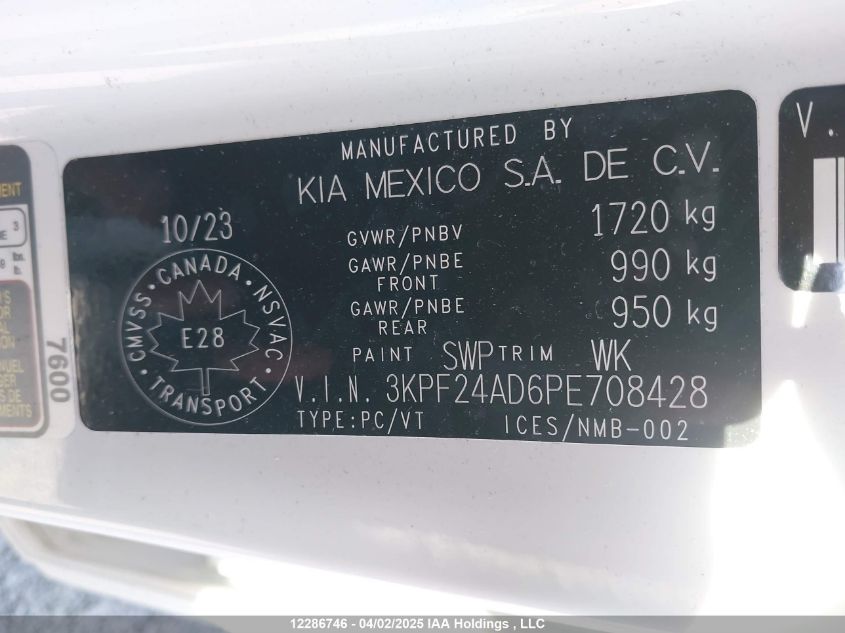 MANUFACTURED BY
KIA MEXICO S.A. DE C.V.
10/23
GVWR/PNBV 1720 kg
GAWR/PNBE 990 kg
FRONT
GAWR/PNBE 950 kg
REAR
PAINT SWP TRIM WK
V.I.N. 3KPF24AD6PE708428
TYPE:PC/VT ICES/NMB-002
CMVSS • CANADA • NSVAC • TRANSPORT •
E28
7600
V.
12286746 - 04/02/2025 IAA Holdings , LLC